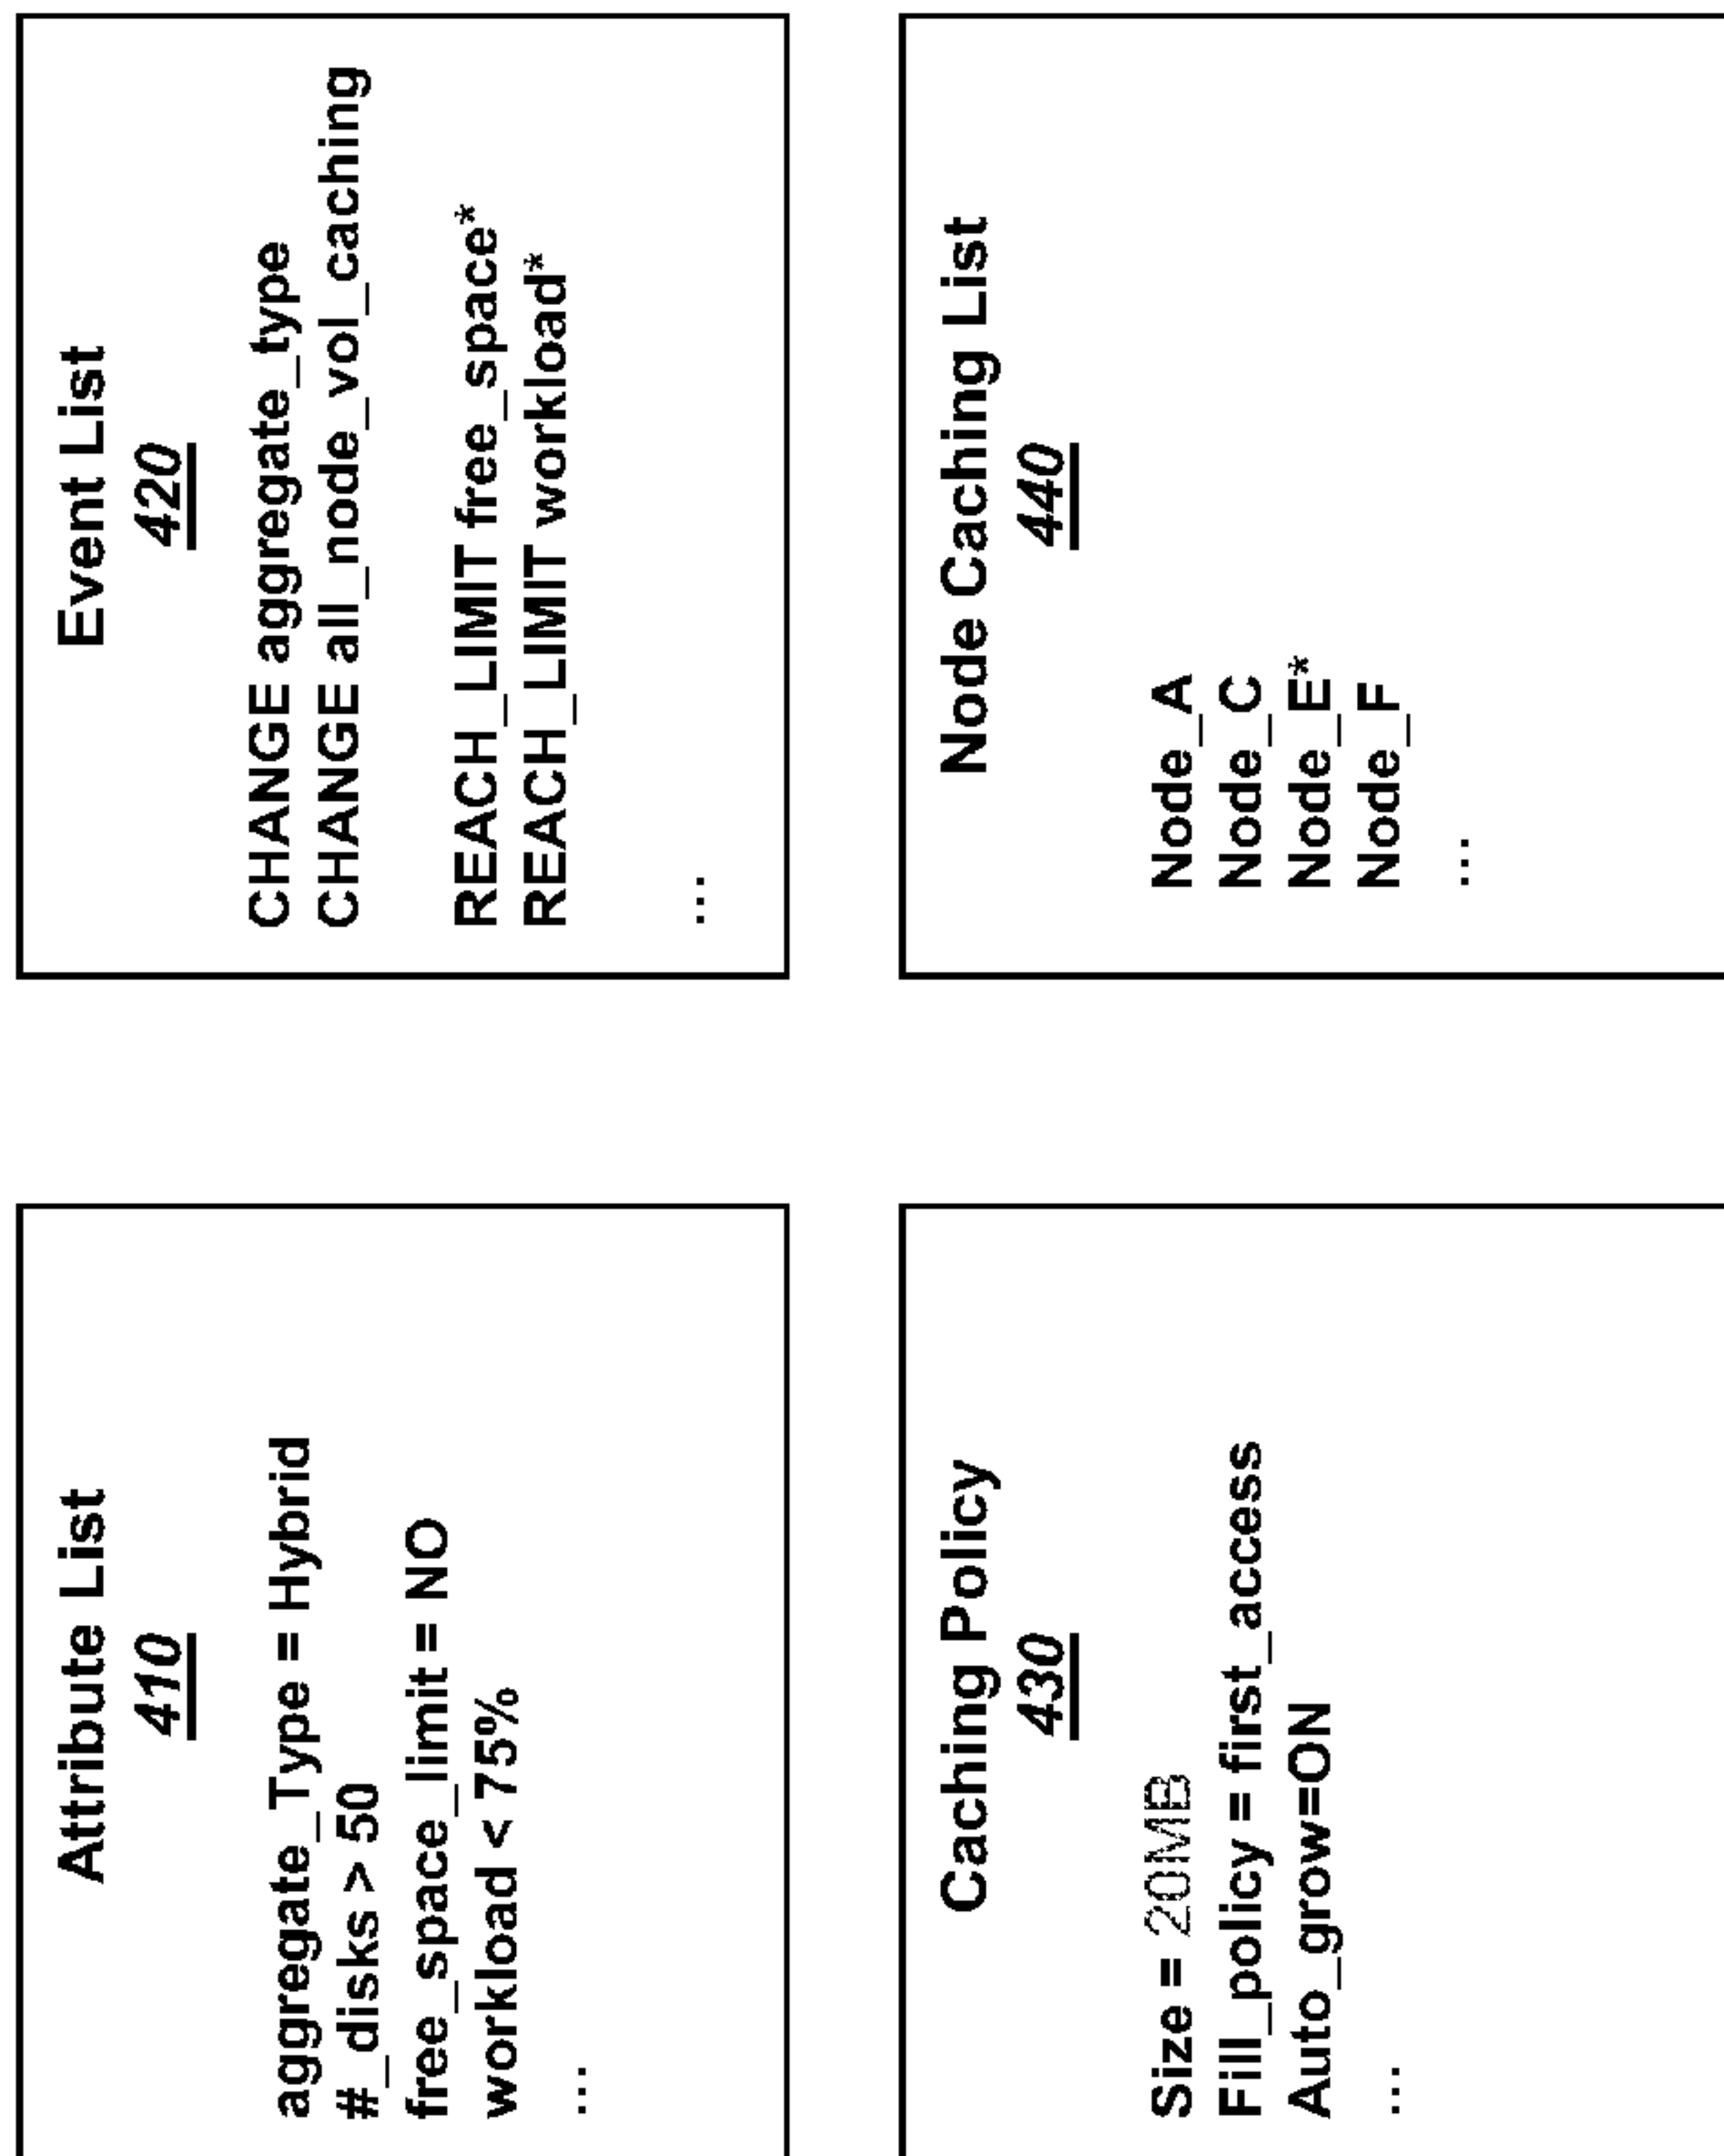 Attribute List
410
aggregate_Type = Hybrid
#_disks > 50
free_space_limit = NO
workload < 75%
...
Event List
420
CHANGE aggregate_type
CHANGE all_node_vol_caching
REACH_LIMIT free_space*
REACH_LIMIT workload*
...
Caching Policy
430
Size = 20MB
Fill_policy = first_access
Auto_grow=ON
...
Node Caching List
440
Node_A
Node_C
Node_E*
Node_F
...